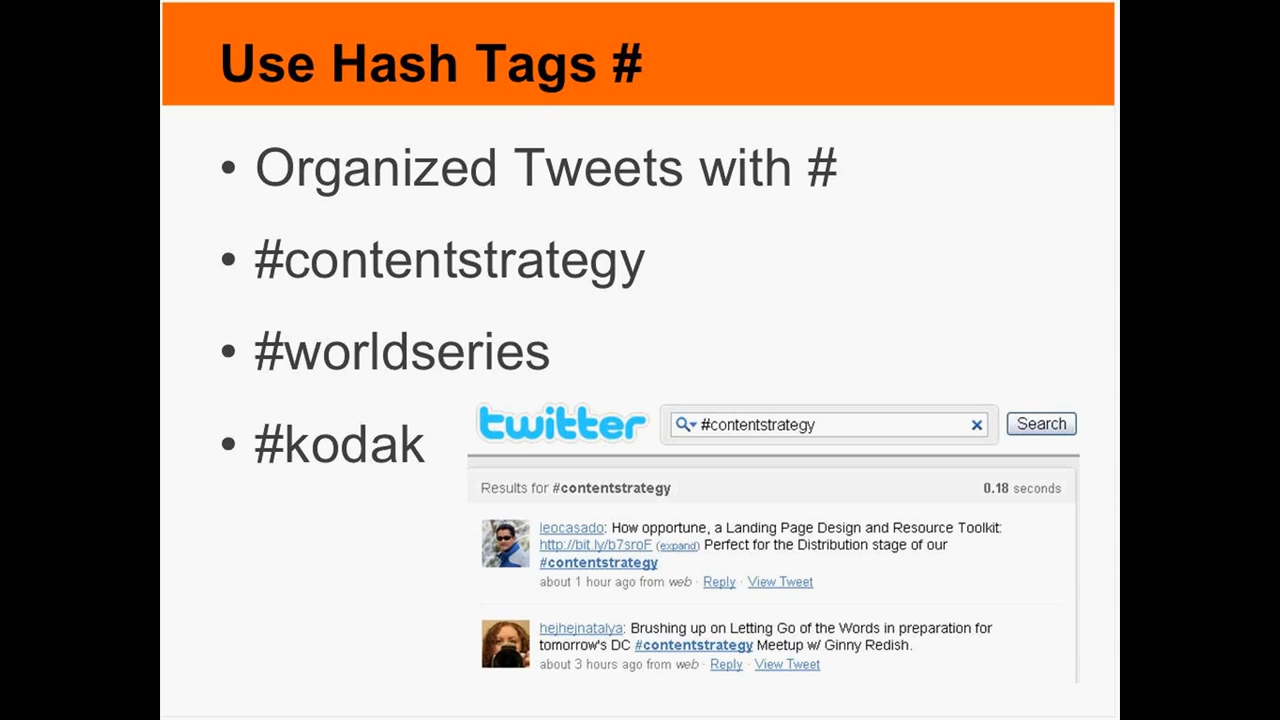 Use Hash Tags #
• Organized Tweets with #
• #contentstrategy
• #worldseries
• #kodak
twitter
#contentstrategy
Search
Results for #contentstrategy
0.18 seconds
leocasado: How opportune, a Landing Page Design and Resource Toolkit:
http://bit.ly/b7sroF (expand) Perfect for the Distribution stage of our
#contentstrategy
about 1 hour ago from web · Reply · View Tweet
hejhejnatalya: Brushing up on Letting Go of the Words in preparation for
tomorrow's DC #contentstrategy Meetup w/ Ginny Redish.
about 3 hours ago from web · Reply · View Tweet